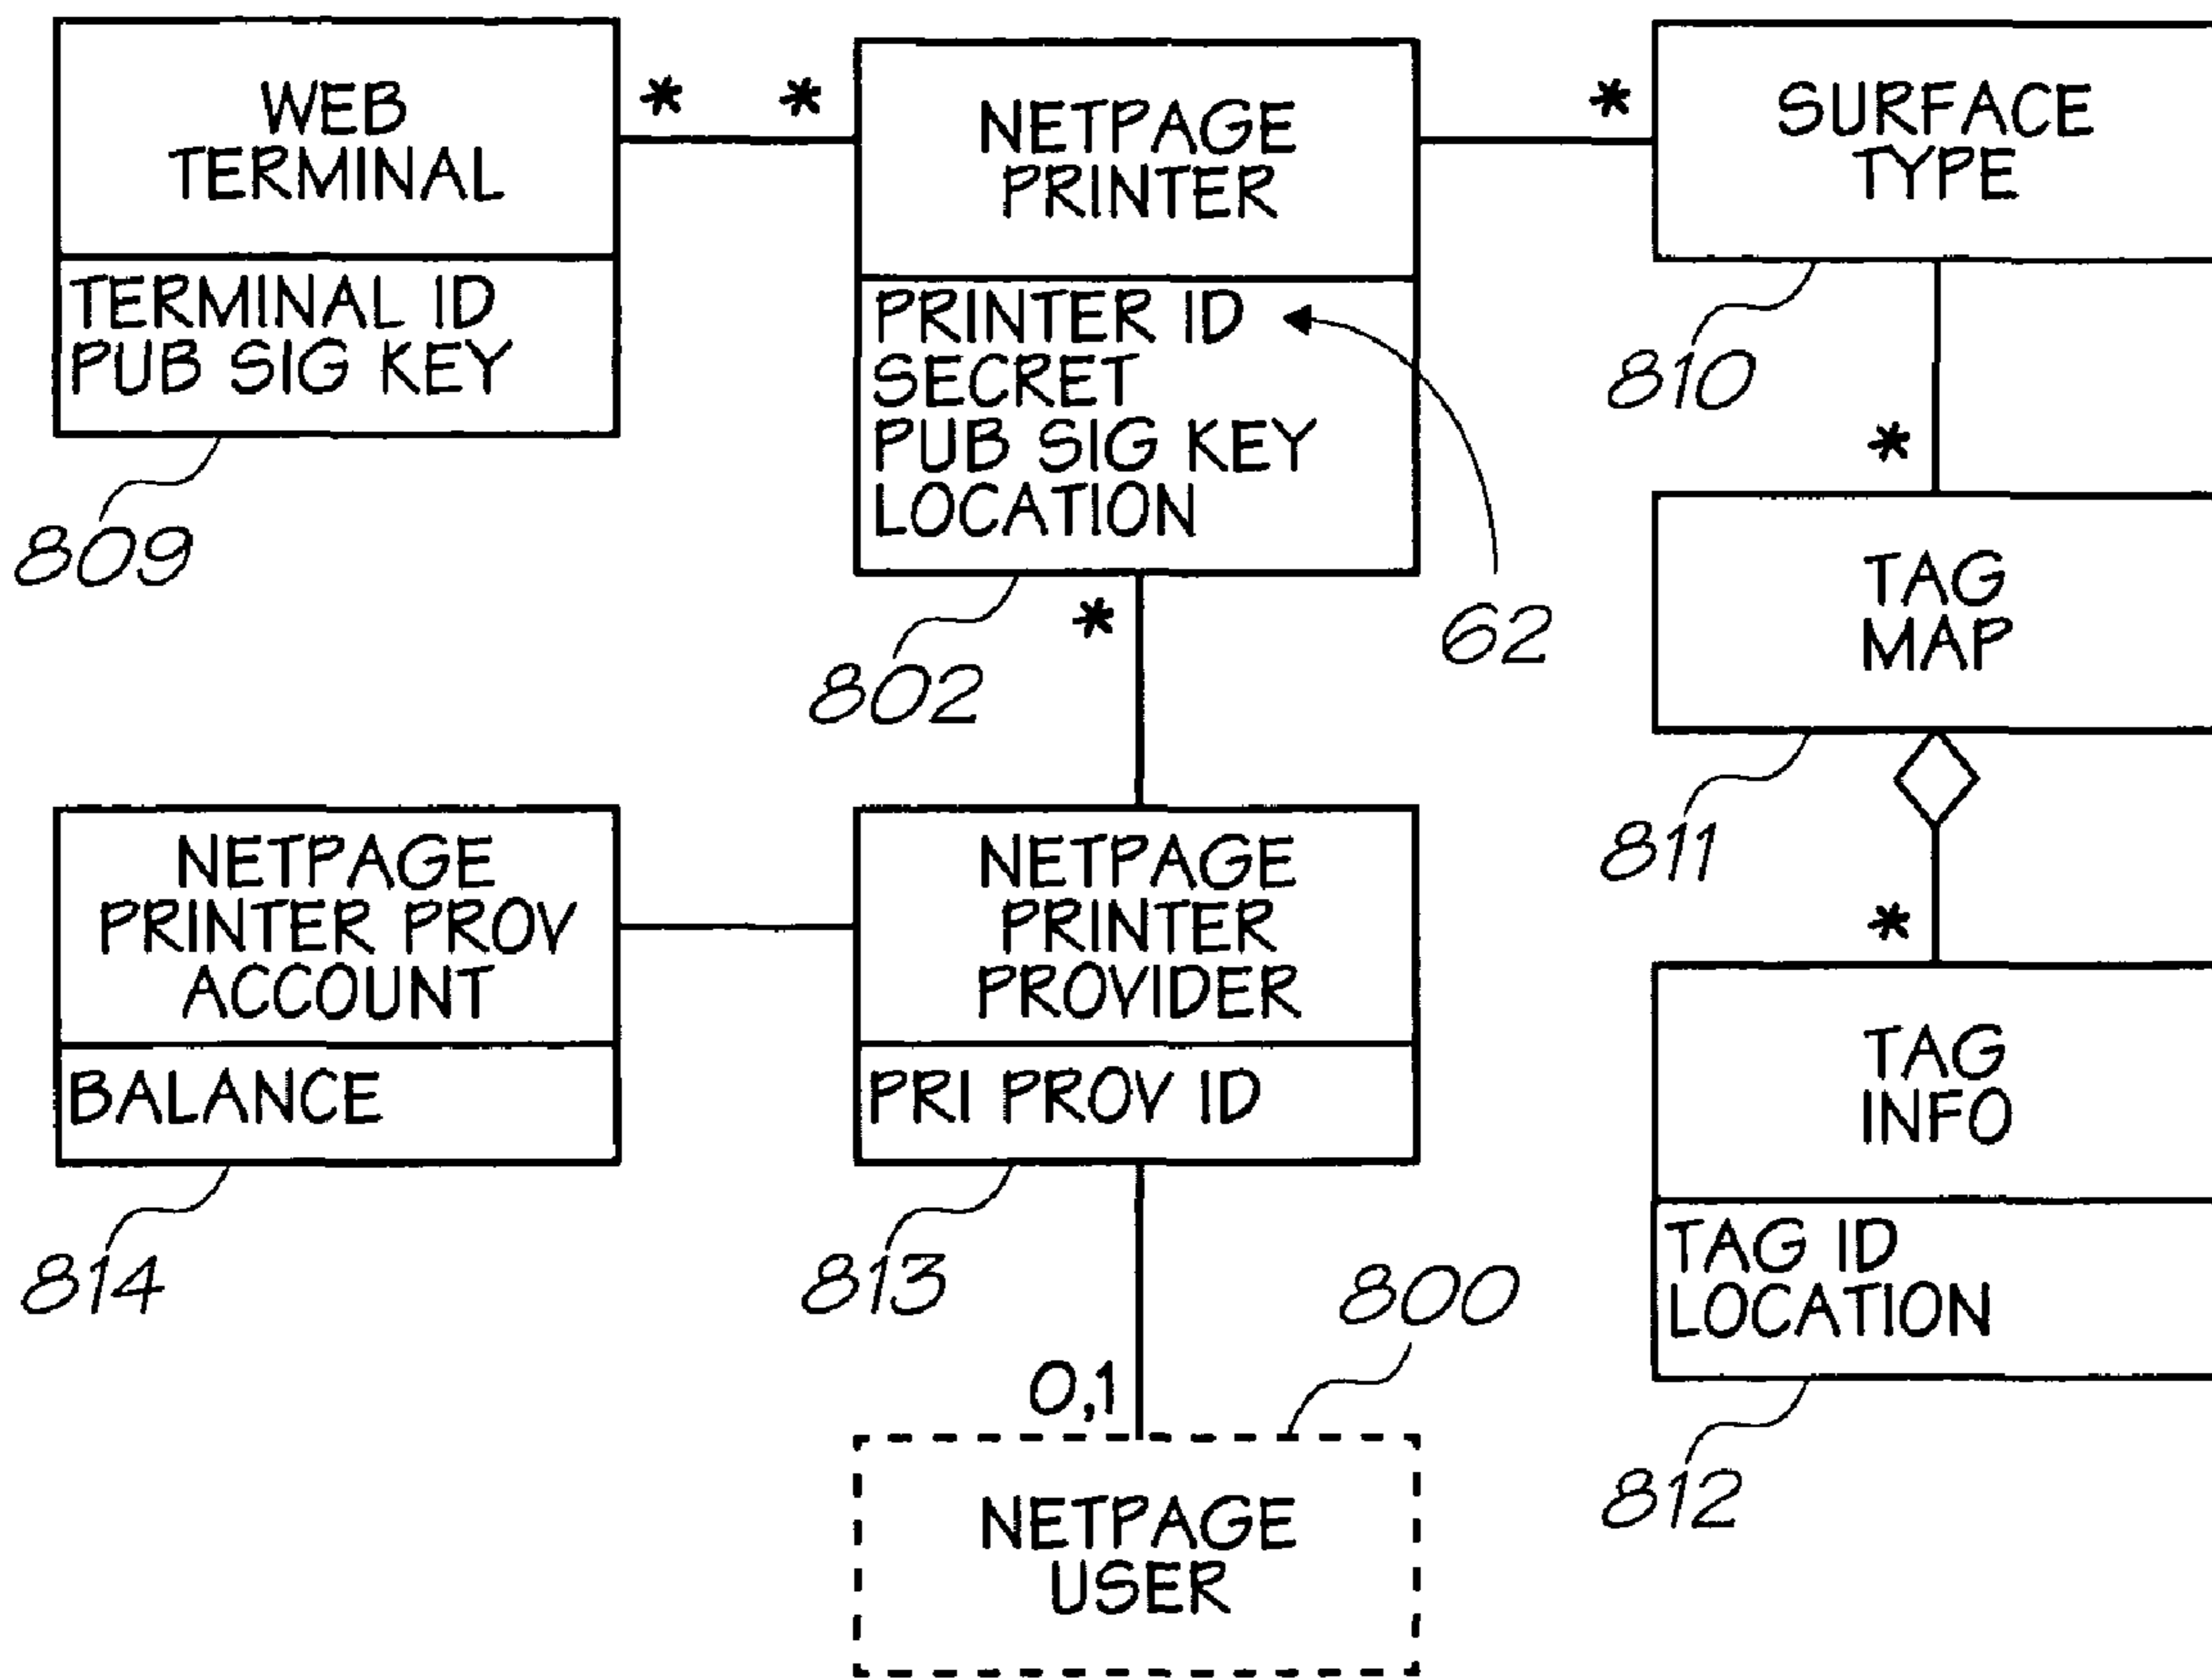 WEB
TERMINAL
TERMINAL ID
PUB SIG KEY
809
*
*
NETPAGE
PRINTER
PRINTER ID
SECRET
PUB SIG KEY
LOCATION
62
802
*
*
SURFACE
TYPE
810
*
TAG
MAP
811
*
TAG
INFO
TAG ID
LOCATION
812
NETPAGE
PRINTER PROV
ACCOUNT
BALANCE
814
NETPAGE
PRINTER
PROVIDER
PRI PROV ID
813
0,1
800
NETPAGE
USER